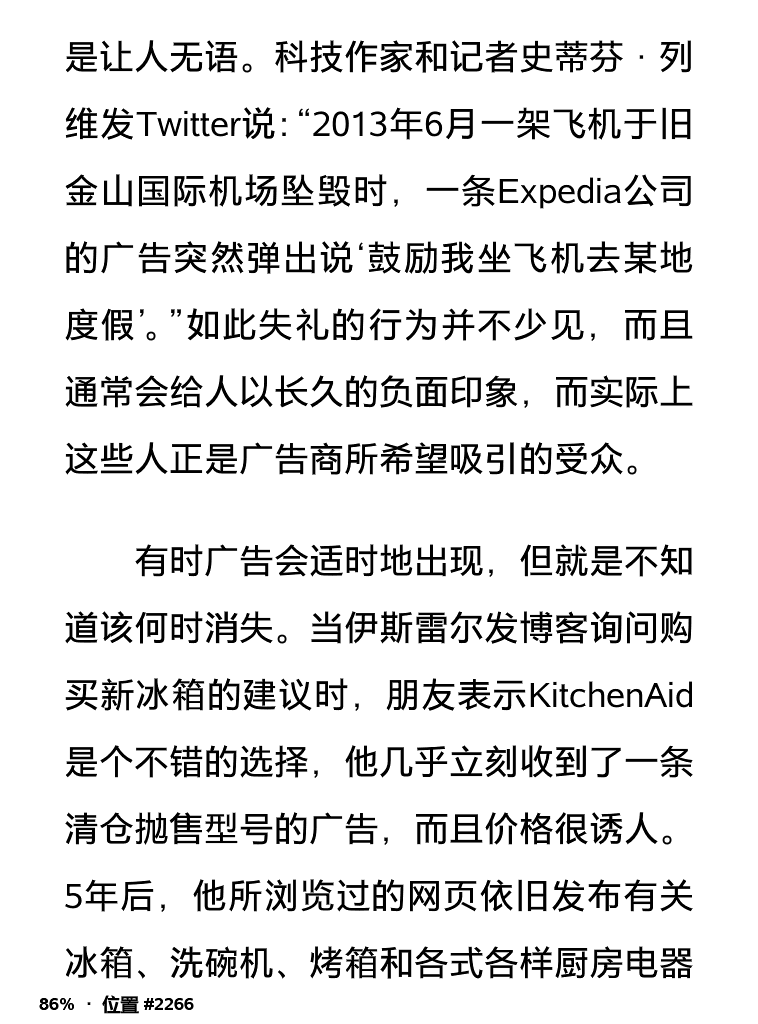 是让人无语。科技作家和记者史蒂芬·列
维发Twitter说：“2013年6月一架飞机于旧
金山国际机场坠毁时，一条Expedia公司
的广告突然弹出说‘鼓励我坐飞机去某地
度假’。”如此失礼的行为并不少见，而且
通常会给人以长久的负面印象，而实际上
这些人正是广告商所希望吸引的受众。
有时广告会适时地出现，但就是不知
道该何时消失。当伊斯雷尔发博客询问购
买新冰箱的建议时，朋友表示KitchenAid
是个不错的选择，他几乎立刻收到了一条
清仓抛售型号的广告，而且价格很诱人。
5年后，他所浏览过的网页依旧发布有关
冰箱、洗碗机、烤箱和各式各样厨房电器
86% · 位置 #2266